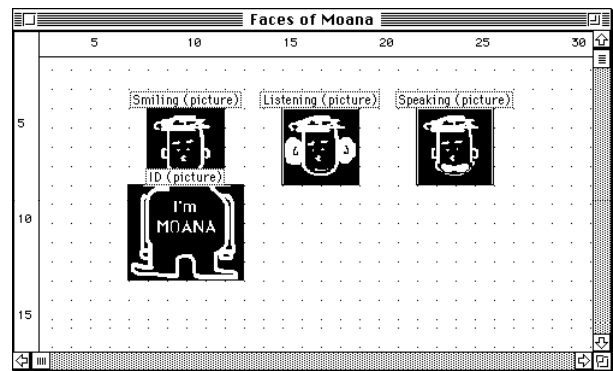 Faces of Moana
5 10 15 20 25 30
Smiling (picture) Listening (picture) Speaking (picture)
5
ID (picture)
I'm
MOANA
10
15